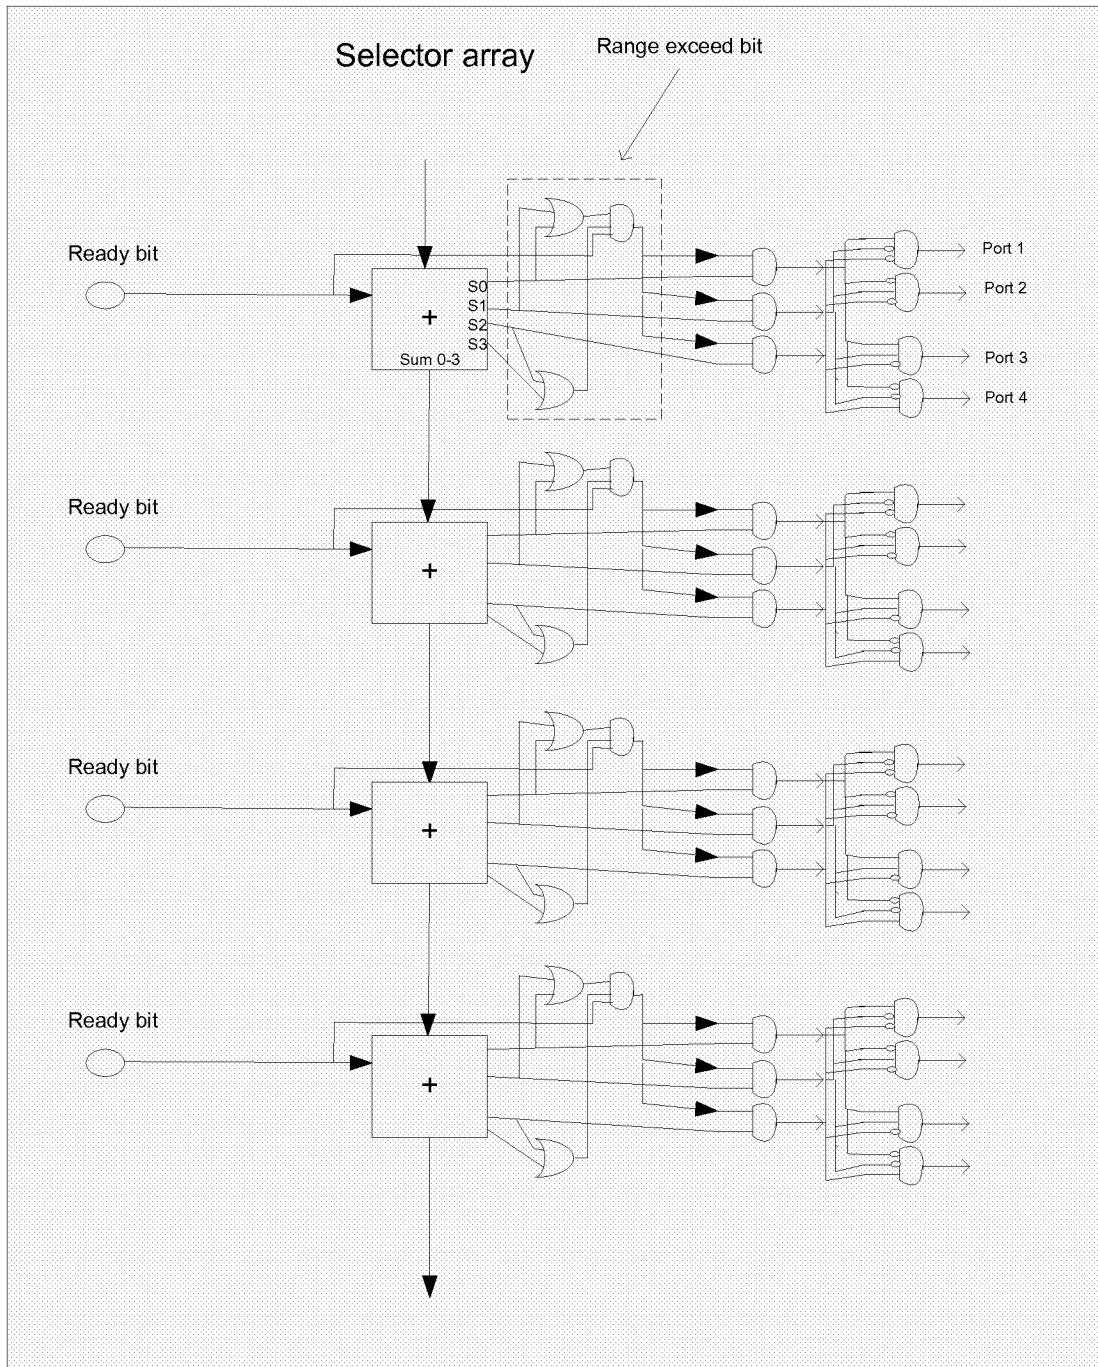 Selector array
Range exceed bit
Ready bit
S0
S1
S2
S3
+
Sum 0-3
Port 1
Port 2
Port 3
Port 4
Ready bit
+
Ready bit
+
Ready bit
+